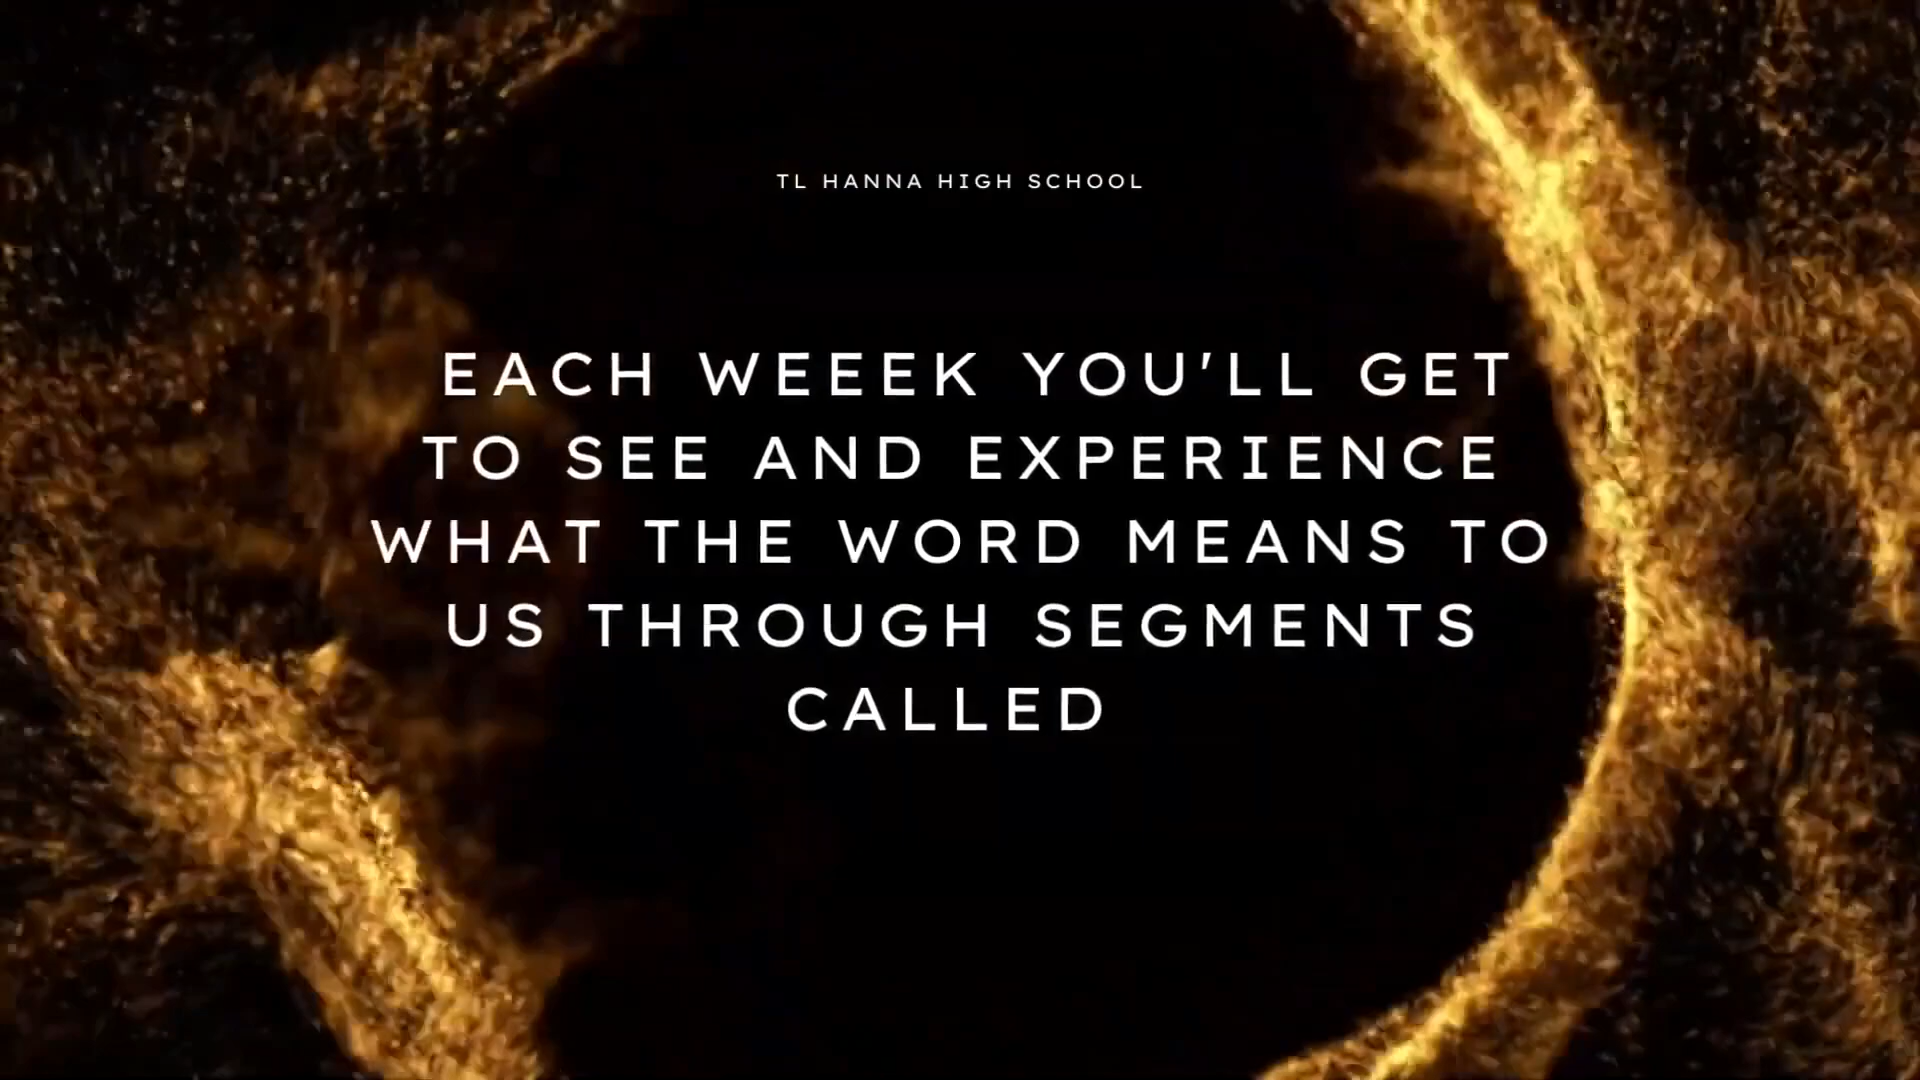 TL HANNA HIGH SCHOOL
EACH WEEEK YOU'LL GET
TO SEE AND EXPERIENCE
WHAT THE WORD MEANS TO
US THROUGH SEGMENTS
CALLED